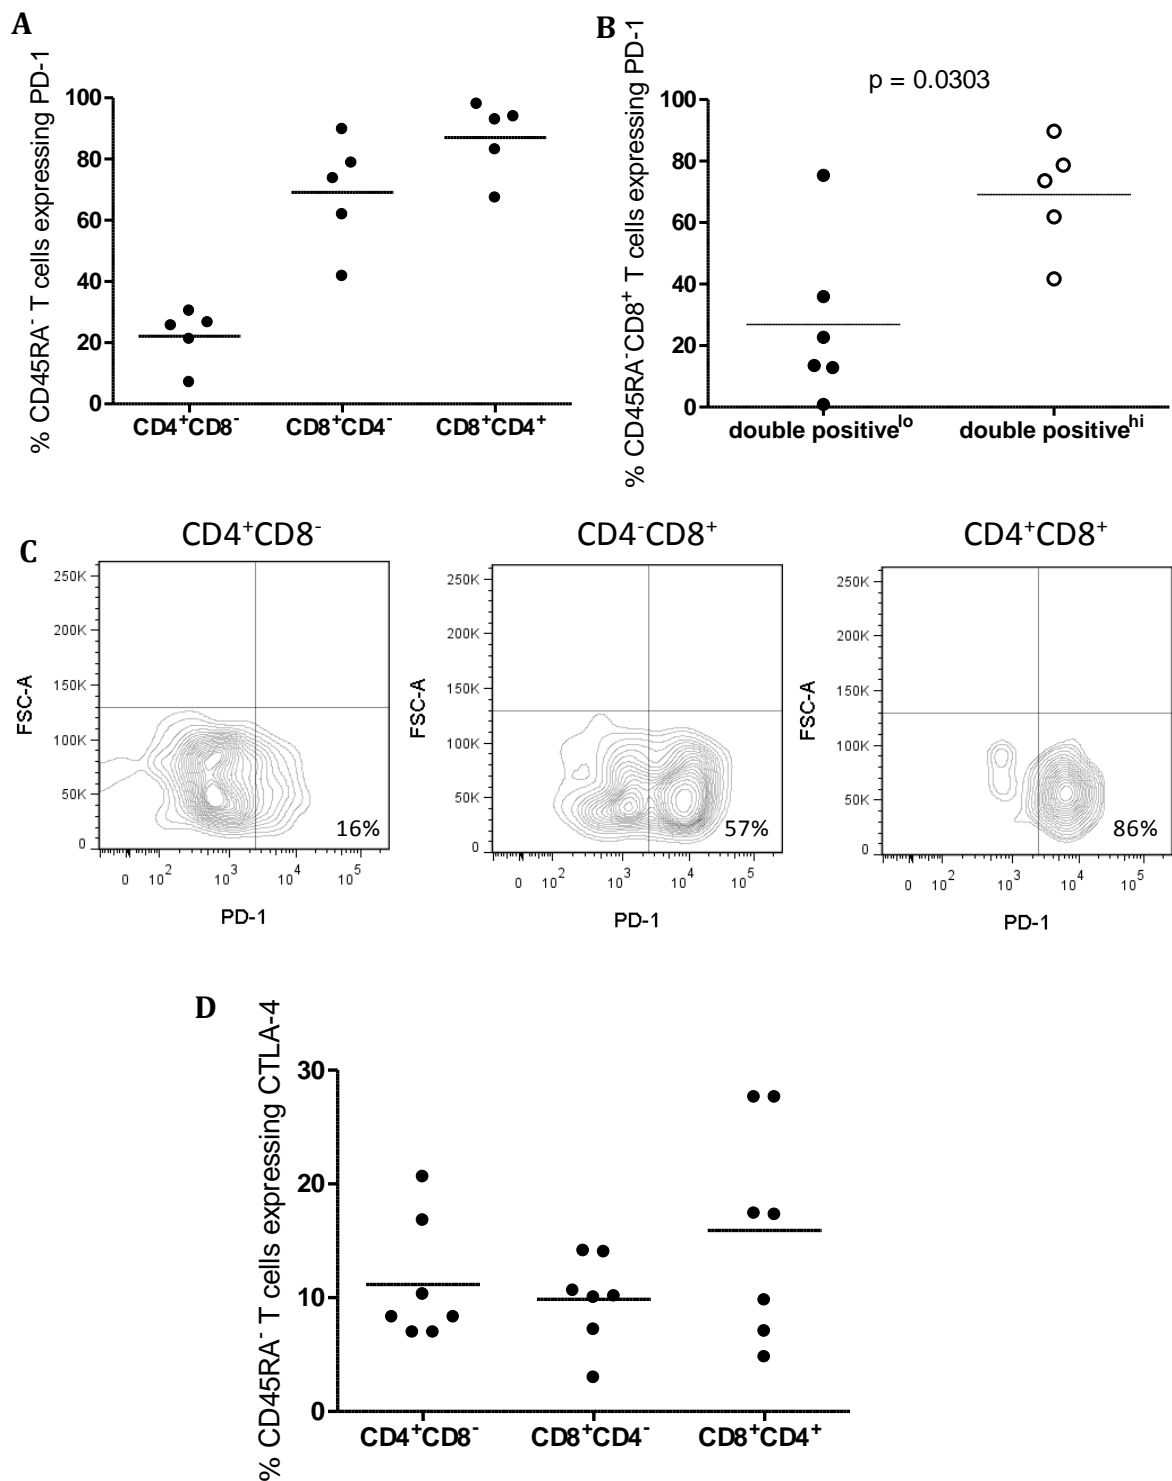 A
% CD45RA⁻ T cells expressing PD-1
100
80
60
40
20
0
CD4⁺CD8⁻
CD8⁺CD4⁻
CD8⁺CD4⁺
B
% CD45RA⁻CD8⁺ T cells expressing PD-1
p = 0.0303
100
80
60
40
20
0
double positiveˡᵒ
double positiveʰⁱ
C
CD4⁺CD8⁻
FSC-A
250K
200K
150K
100K
50K
0
16%
0 10² 10³ 10⁴ 10⁵
PD-1
CD4⁻CD8⁺
FSC-A
250K
200K
150K
100K
50K
0
57%
0 10² 10³ 10⁴ 10⁵
PD-1
CD4⁺CD8⁺
FSC-A
250K
200K
150K
100K
50K
0
86%
0 10² 10³ 10⁴ 10⁵
PD-1
D
% CD45RA⁻ T cells expressing CTLA-4
30
20
10
0
CD4⁺CD8⁻
CD8⁺CD4⁻
CD8⁺CD4⁺